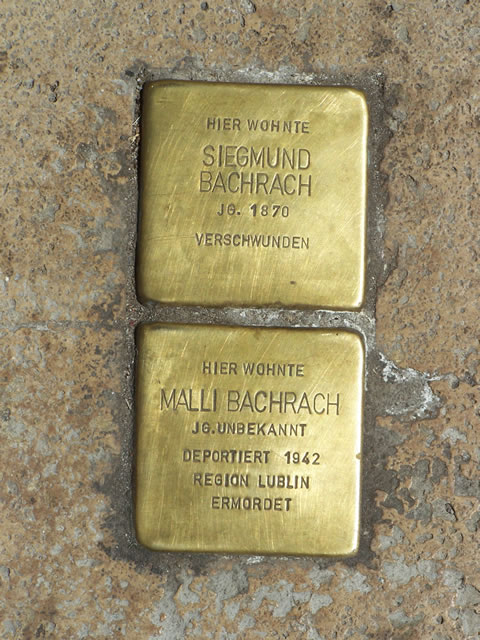 HIER WOHNTE
SIEGMUND
BACHRACH
JG. 1870
VERSCHWUNDEN
HIER WOHNTE
MALLI BACHRACH
JG.UNBEKANNT
DEPORTIERT 1942
REGION LUBLIN
ERMORDET